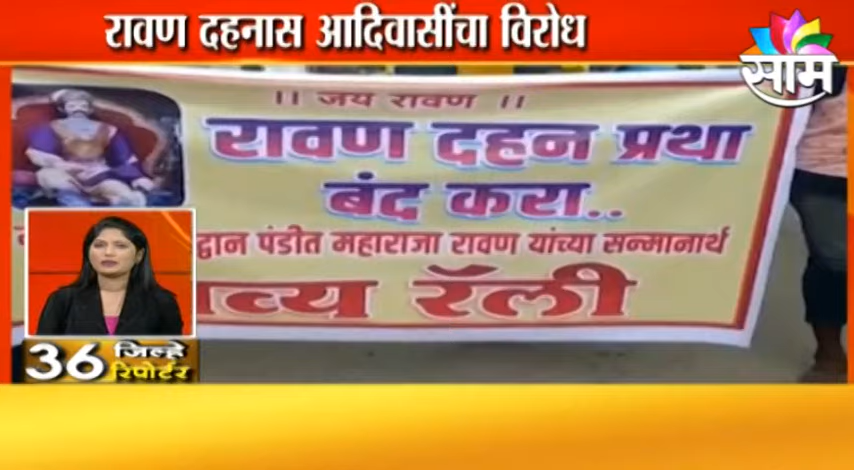 रावण दहनास आदिवासींचा विरोध
साम
।। जय रावण ।।
रावण दहन प्रथा
बंद करा..
पंडीत महाराजा रावण यांच्या सन्मानार्थ
रॅली
36 जिल्हे
रिपोर्टर